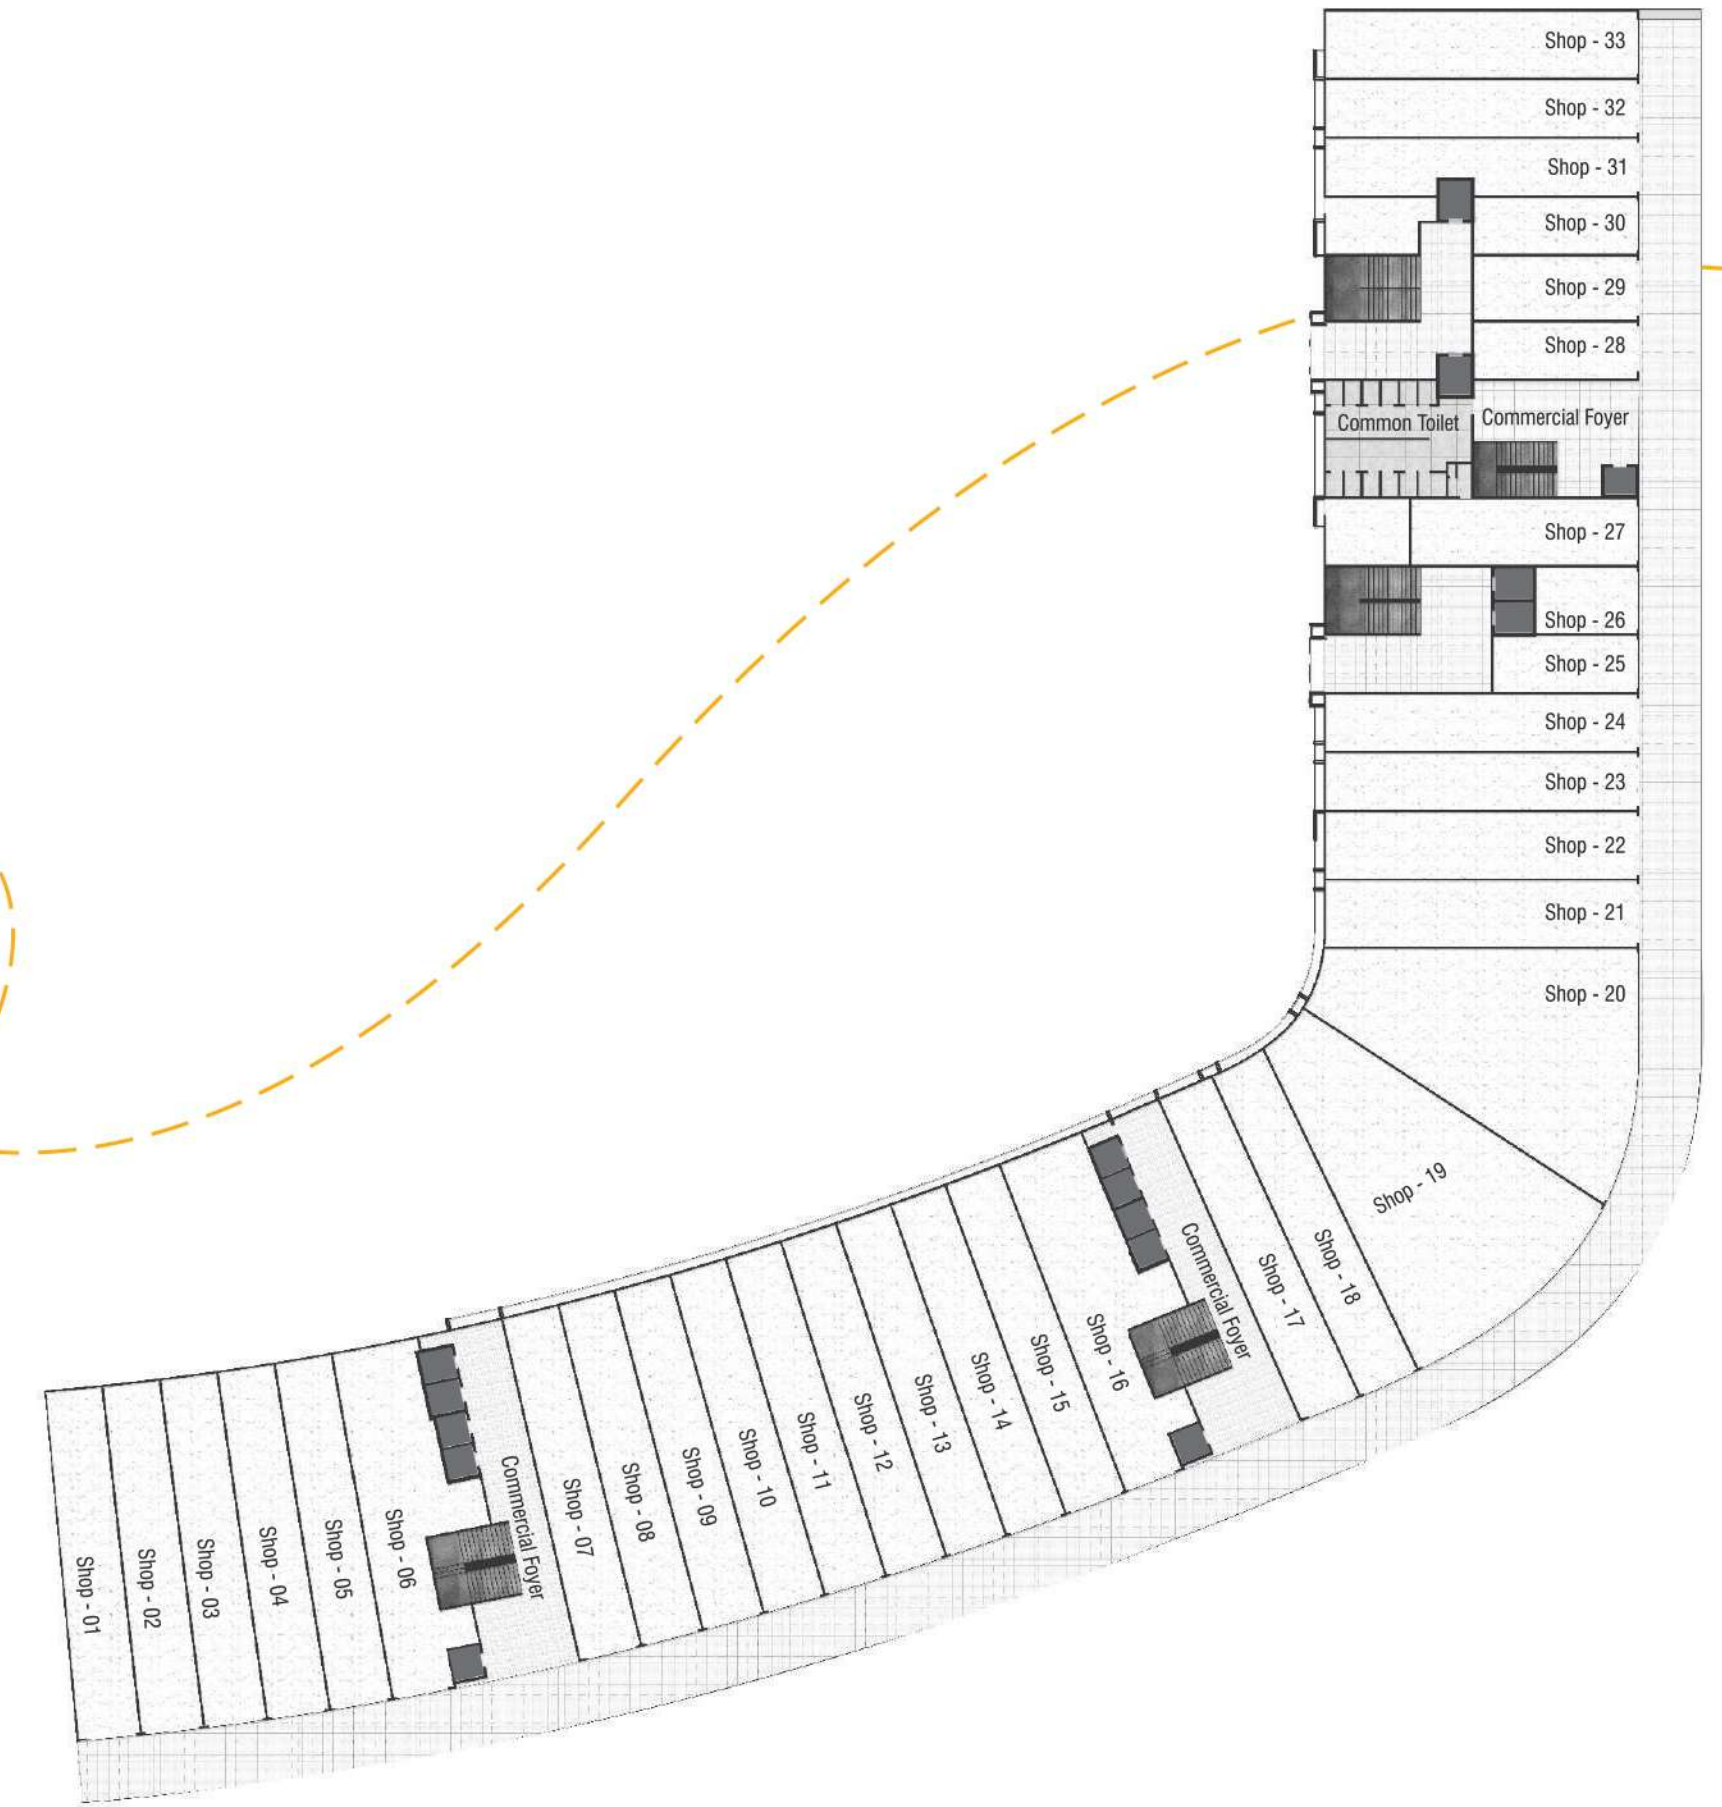 Shop - 33
Shop - 32
Shop - 31
Shop - 30
Shop - 29
Shop - 28
Common Toilet
Commercial Foyer
Shop - 27
Shop - 26
Shop - 25
Shop - 24
Shop - 23
Shop - 22
Shop - 21
Shop - 20
Shop - 19
Shop - 18
Shop - 17
Commercial Foyer
Shop - 16
Shop - 15
Shop - 14
Shop - 13
Shop - 12
Shop - 11
Shop - 10
Shop - 09
Shop - 08
Shop - 07
Commercial Foyer
Shop - 06
Shop - 05
Shop - 04
Shop - 03
Shop - 02
Shop - 01